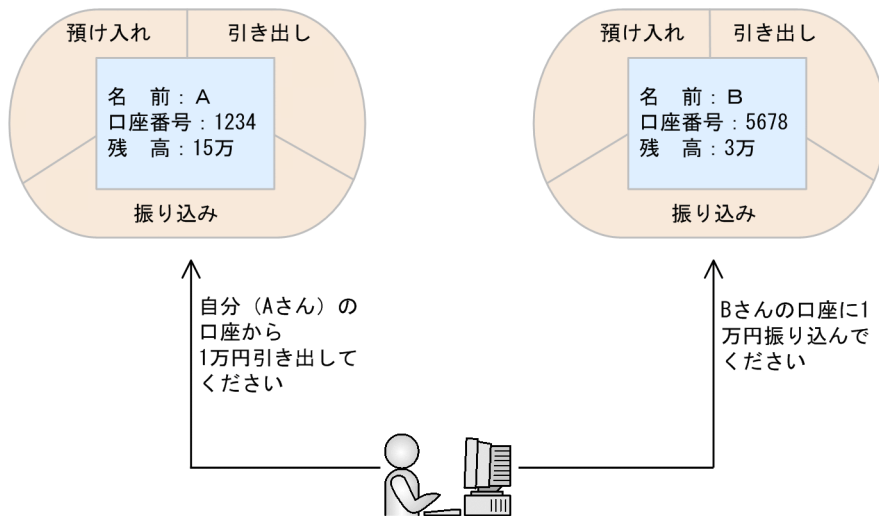 預け入れ
引き出し
名　前：A
口座番号：1234
残　高：15万
振り込み
預け入れ
引き出し
名　前：B
口座番号：5678
残　高：3万
振り込み
自分（Aさん）の
口座から
1万円引き出して
ください
Bさんの口座に1
万円振り込んで
ください